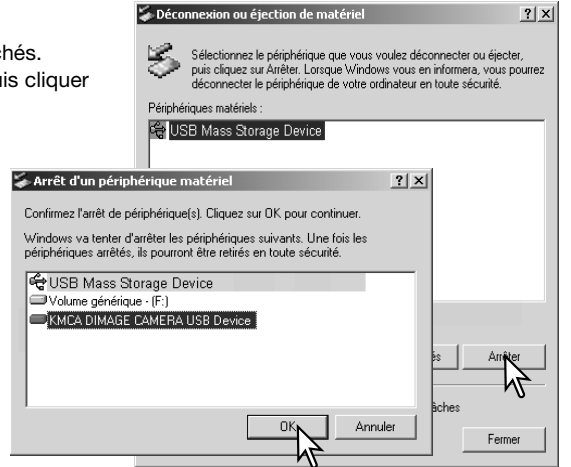 chés.
is cliquer
Déconnexion ou éjection de matériel
Sélectionnez le périphérique que vous voulez déconnecter ou éjecter,
puis cliquez sur Arrêter. Lorsque Windows vous en informera, vous pourrez
déconnecter le périphérique de votre ordinateur en toute sécurité.
Périphériques matériels :
USB Mass Storage Device
Arrêt d'un périphérique matériel
Confirmez l'arrêt de périphérique(s). Cliquez sur OK pour continuer.
Windows va tenter d'arrêter les périphériques suivants. Une fois les
périphériques arrêtés, ils pourront être retirés en toute sécurité.
USB Mass Storage Device
Volume générique - (F:)
KMCA DIMAGE CAMERA USB Device
OK
Annuler
és
Arrêter
âches
Fermer